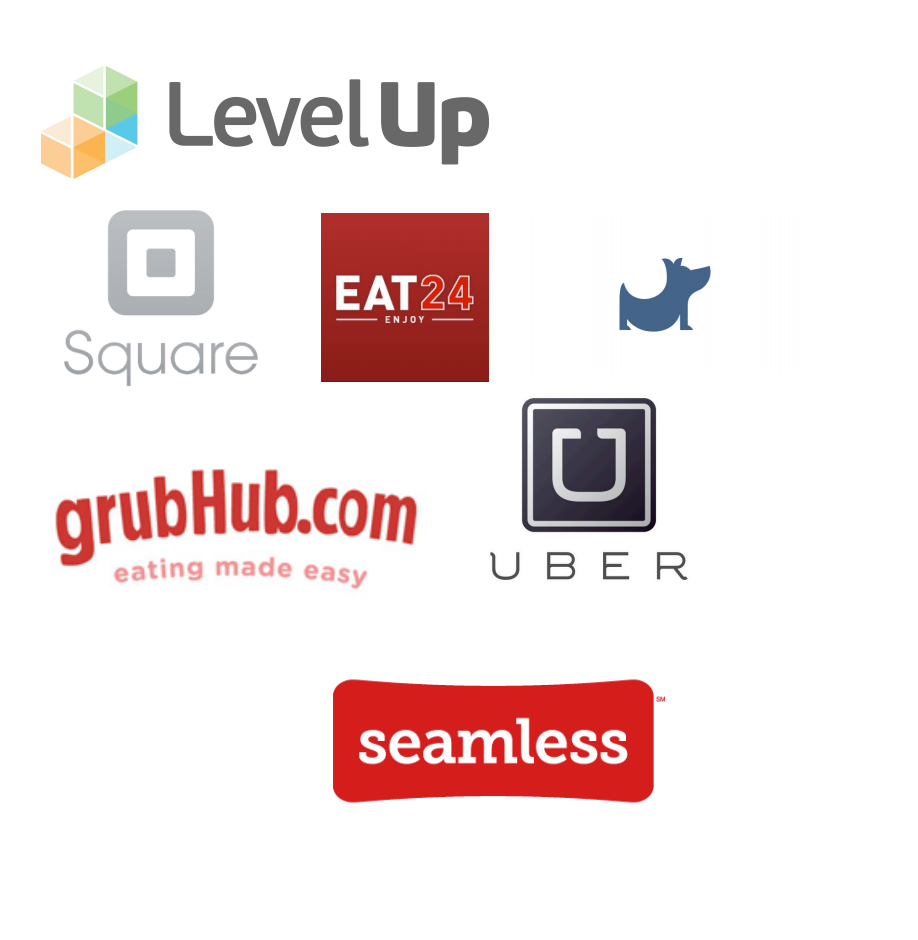 LevelUp
Square
EAT24
ENJOY
grubHub.com
eating made easy
U
UBER
seamless
SM